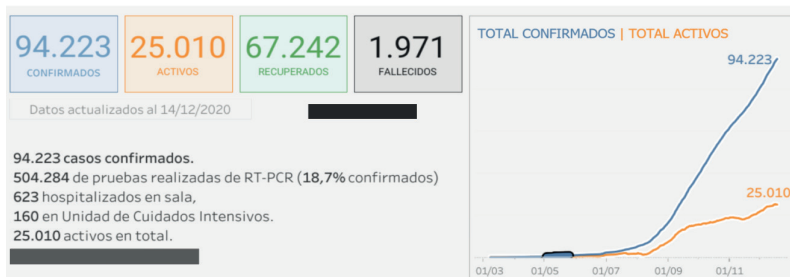 94.223
CONFIRMADOS
25.010
ACTIVOS
67.242
RECUPERADOS
1.971
FALLECIDOS
Datos actualizados al 14/12/2020
94.223 casos confirmados.
504.284 de pruebas realizadas de RT-PCR (18,7% confirmados)
623 hospitalizados en sala,
160 en Unidad de Cuidados Intensivos.
25.010 activos en total.
TOTAL CONFIRMADOS | TOTAL ACTIVOS
94.223
25.010
01/03 01/05 01/07 01/09 01/11